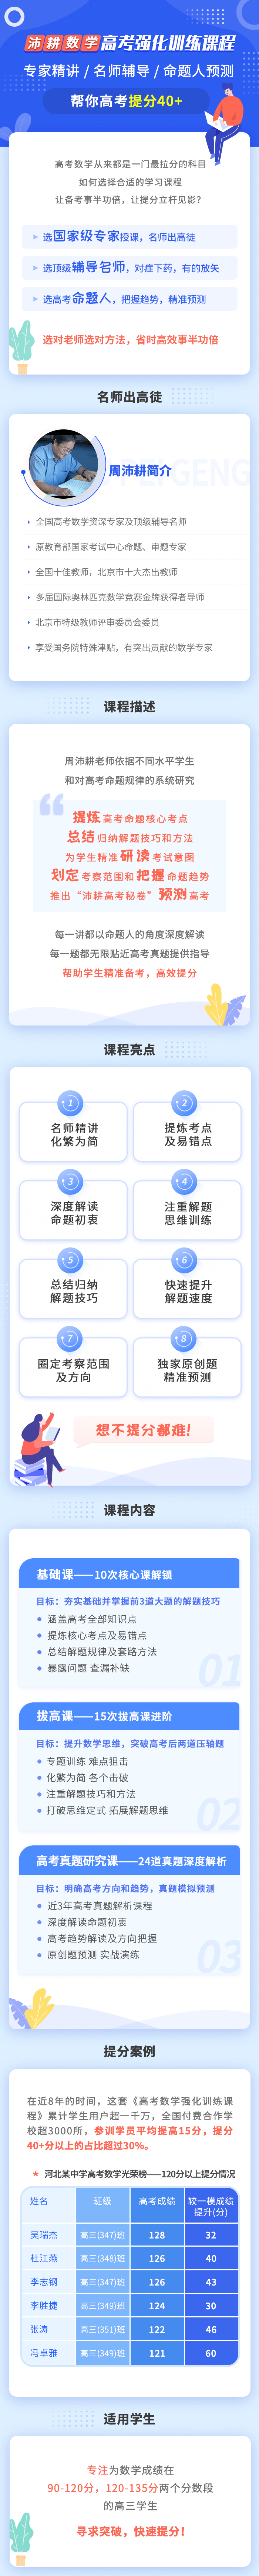 沛耕数学高考强化训练课程
专家精讲 / 名师辅导 / 命题人预测
帮你高考提分40+
高考数学从来都是一门最拉分的科目
如何选择合适的学习课程
让备考事半功倍，让提分立杆见影？
选国家级专家授课，名师出高徒
选顶级辅导名师，对症下药，有的放矢
选高考命题人，把握趋势，精准预测
选对老师选对方法，省时高效事半功倍
名师出高徒
PEI GENG
周沛耕简介
全国高考数学资深专家及顶级辅导名师
原教育部国家考试中心命题、审题专家
全国十佳教师，北京市十大杰出教师
多届国际奥林匹克数学竞赛金牌获得者导师
北京市特级教师评审委员会委员
享受国务院特殊津贴，有突出贡献的数学专家
课程描述
周沛耕老师依据不同水平学生
和对高考命题规律的系统研究
提炼高考命题核心考点
总结归纳解题技巧和方法
为学生精准研读考试意图
划定考察范围和把握命题趋势
推出“沛耕高考秘卷”预测高考
每一讲都以命题人的角度深度解读
每一题都无限贴近高考真题提供指导
帮助学生精准备考，高效提分
课程亮点
1
名师精讲
化繁为简
2
提炼考点
及易错点
3
深度解读
命题初衷
4
注重解题
思维训练
5
总结归纳
解题技巧
6
快速提升
解题速度
7
圈定考察范围
及方向
8
独家原创题
精准预测
想不提分都难！
课程内容
基础课——10次核心课解锁
目标：夯实基础并掌握前3道大题的解题技巧
涵盖高考全部知识点
提炼核心考点及易错点
总结解题规律及套路方法
暴露问题 查漏补缺
01
拔高课——15次拔高课进阶
目标：提升数学思维，突破高考后两道压轴题
专题训练 难点狙击
化繁为简 各个击破
注重解题技巧和方法
打破思维定式 拓展解题思维
02
高考真题研究课——24道真题深度解析
目标：明确高考方向和趋势，真题模拟预测
近3年高考真题解析课程
深度解读命题初衷
高考趋势解读及方向把握
原创题预测 实战演练
03
提分案例
在近8年的时间，这套《高考数学强化训练课
程》累计学生用户超一千万，全国付费合作学
校超3000所，参训学员平均提高15分，提分
40+分以上的占比超过30%。
* 河北某中学高考数学光荣榜——120分以上提分情况
姓名 班级 高考成绩 较一模成绩
提升(分)
吴瑞杰 高三(347)班 128 32
杜江燕 高三(348)班 126 40
李志钢 高三(347)班 126 43
李胜捷 高三(349)班 124 30
张涛 高三(351)班 122 46
冯卓雅 高三(349)班 121 60
适用学生
专注为数学成绩在
90-120分，120-135分两个分数段
的高三学生
寻求突破，快速提分！